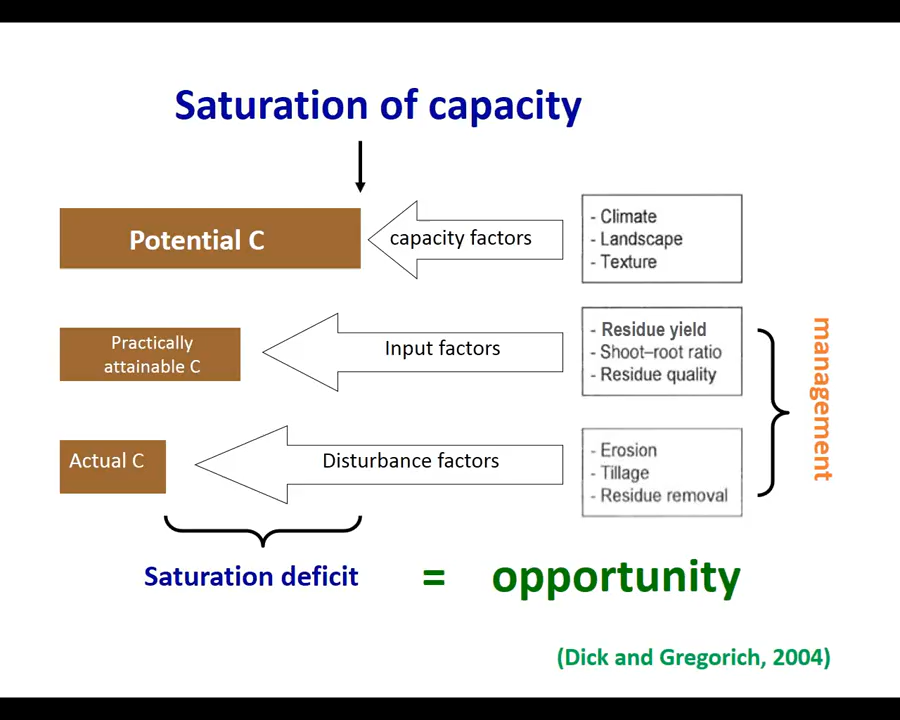 Saturation of capacity
Potential C
capacity factors
- Climate
- Landscape
- Texture
Practically
attainable C
Input factors
- Residue yield
- Shoot–root ratio
- Residue quality
management
Actual C
Disturbance factors
- Erosion
- Tillage
- Residue removal
Saturation deficit = opportunity
(Dick and Gregorich, 2004)